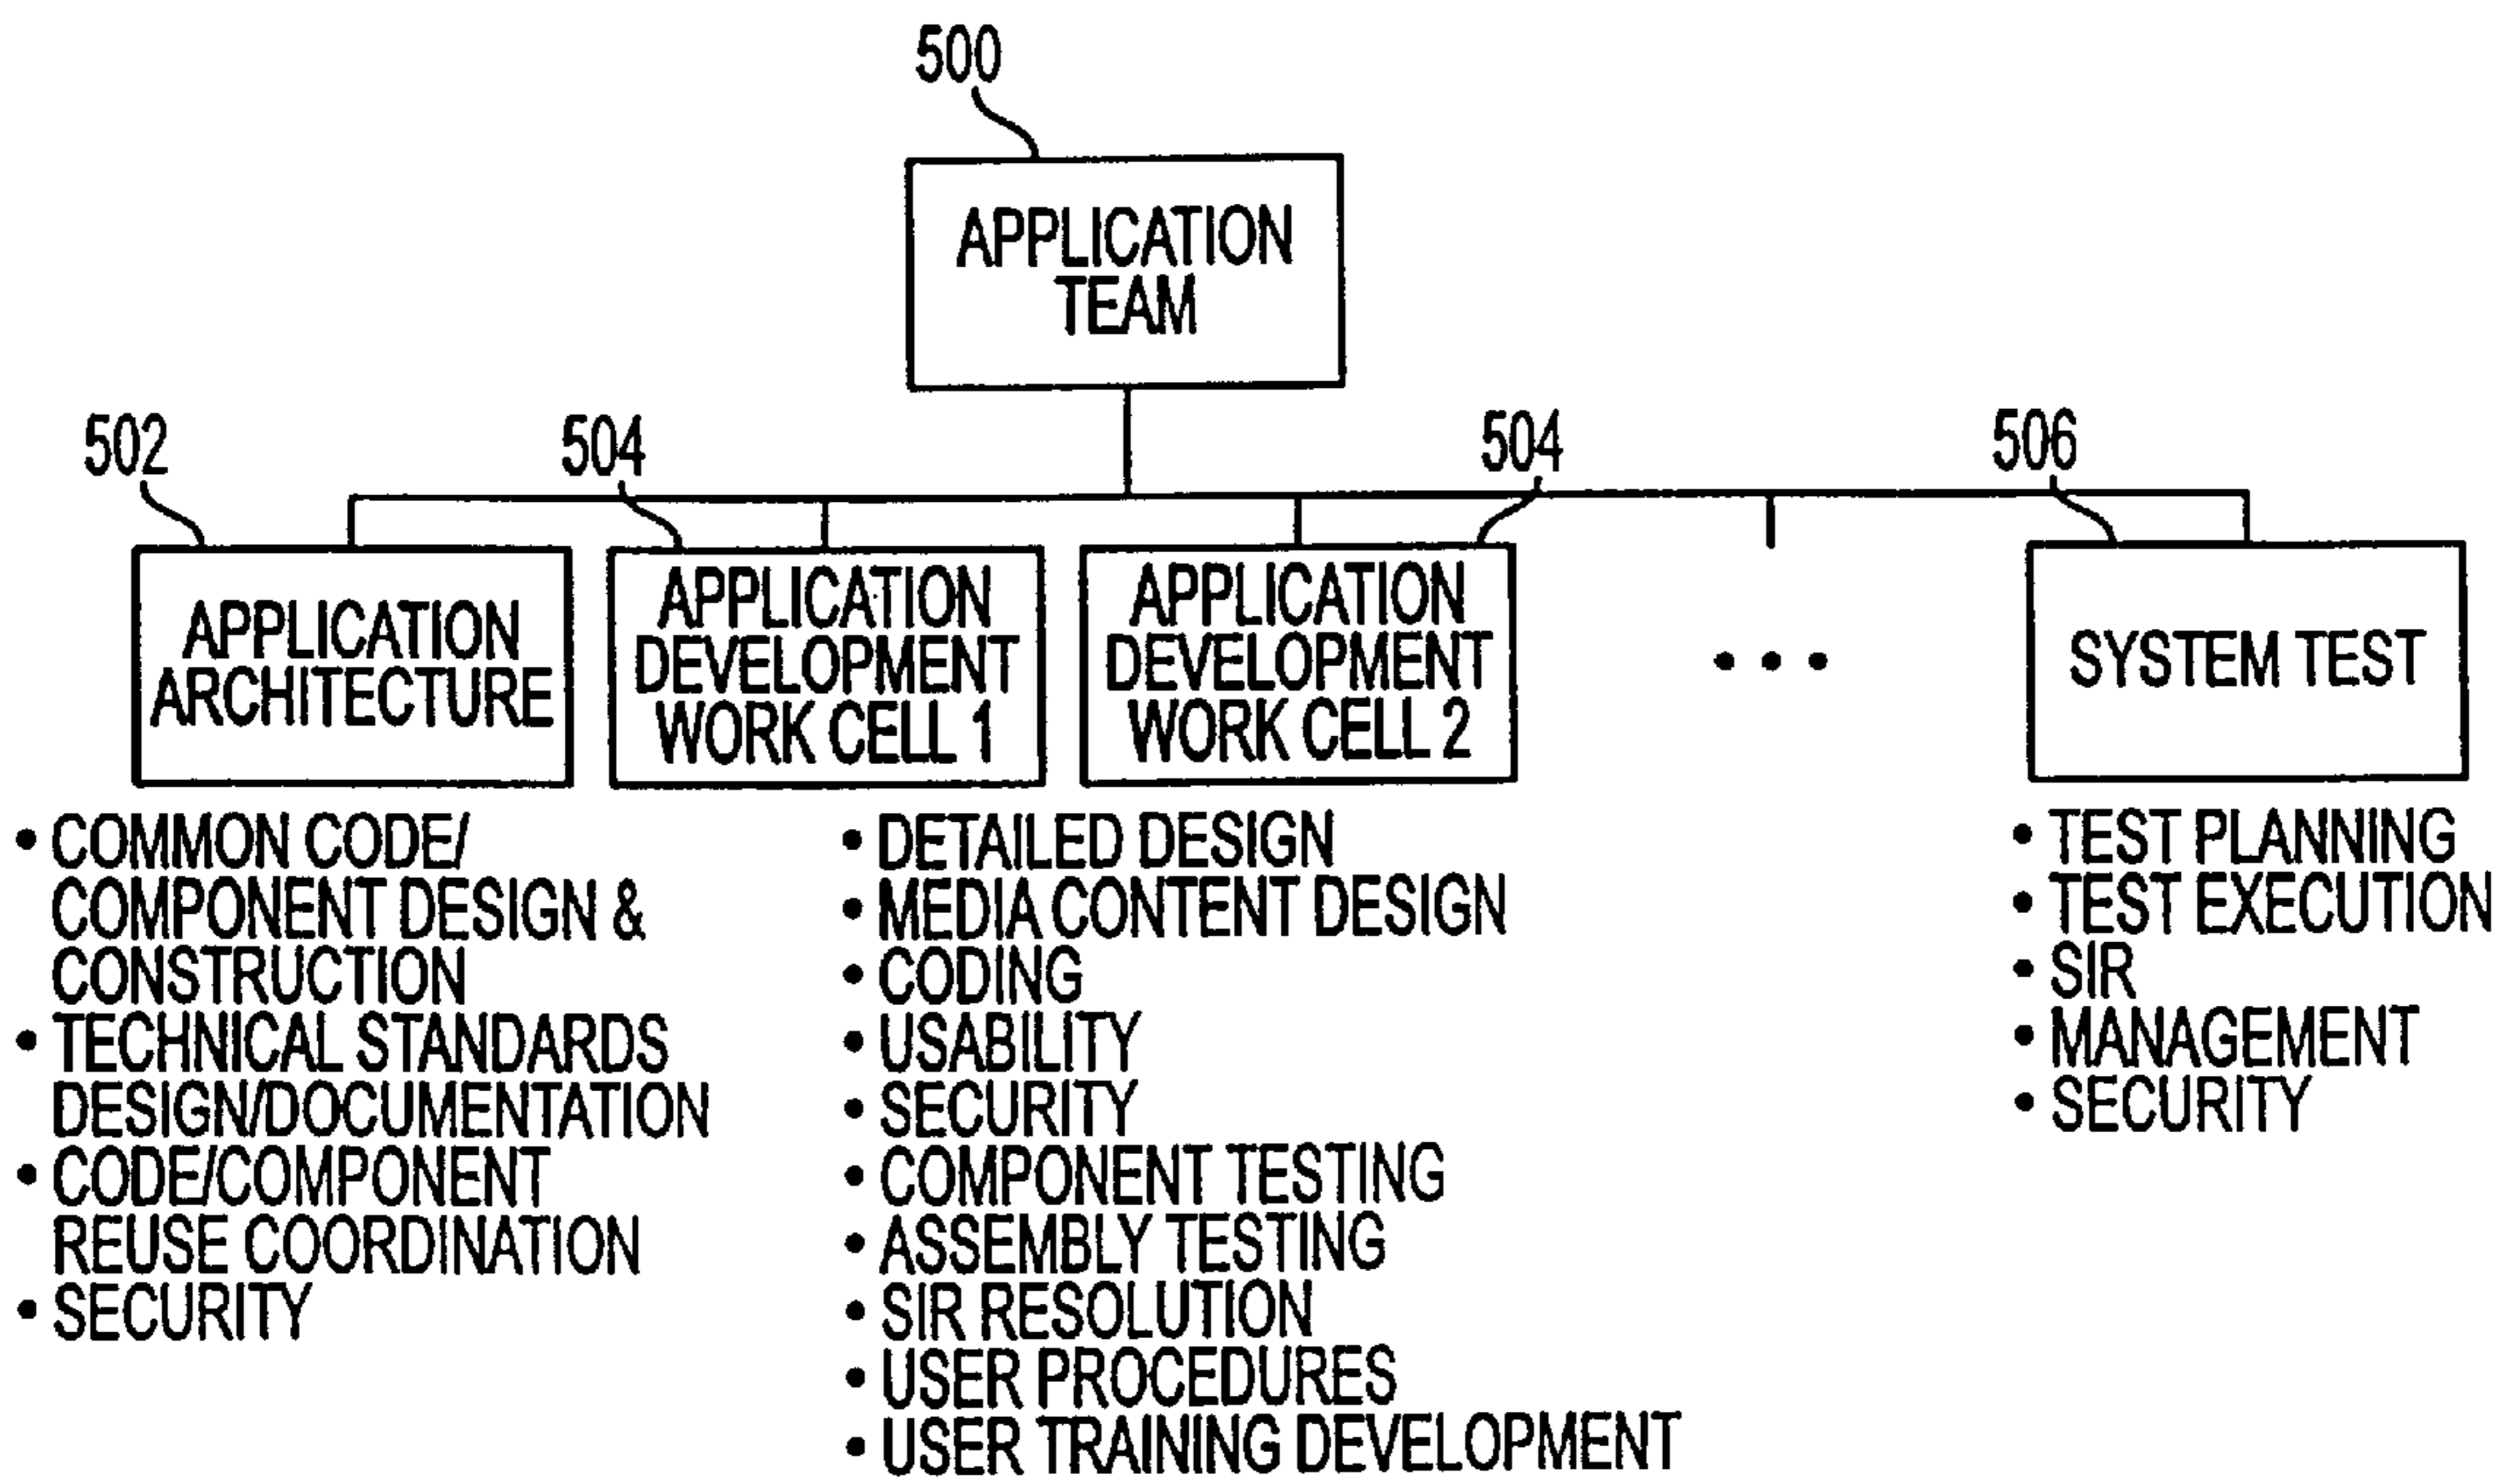 500
APPLICATION
TEAM
502
504
504
506
APPLICATION
ARCHITECTURE
APPLICATION
DEVELOPMENT
WORK CELL 1
APPLICATION
DEVELOPMENT
WORK CELL 2
• • •
SYSTEM TEST
• COMMON CODE/
COMPONENT DESIGN &
CONSTRUCTION
• TECHNICAL STANDARDS
DESIGN/DOCUMENTATION
• CODE/COMPONENT
REUSE COORDINATION
• SECURITY
• DETAILED DESIGN
• MEDIA CONTENT DESIGN
• CODING
• USABILITY
• SECURITY
• COMPONENT TESTING
• ASSEMBLY TESTING
• SIR RESOLUTION
• USER PROCEDURES
• USER TRAINING DEVELOPMENT
• TEST PLANNING
• TEST EXECUTION
• SIR
• MANAGEMENT
• SECURITY